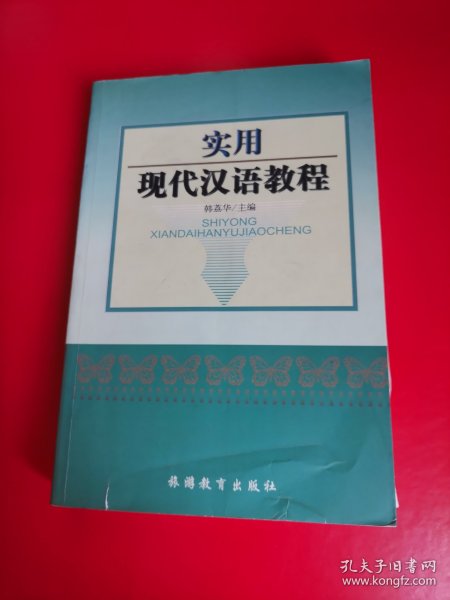 实用
现代汉语教程
韩荔华/主编
SHIYONG
XIANDAIHANYUJIAOCHENG
旅游教育出版社
孔夫子旧书网
www.kongfz.com